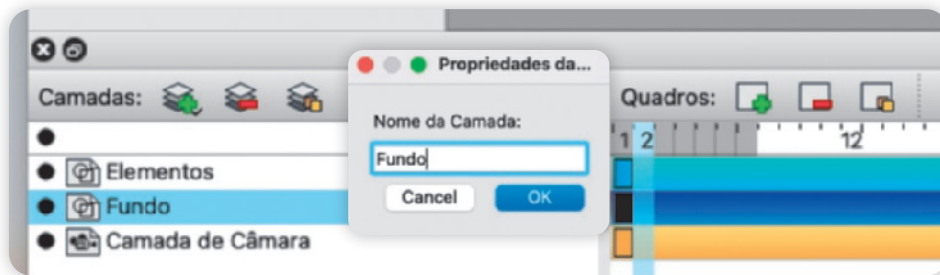 Propriedades da...
Camadas:
Quadros:
Nome da Camada:
1 2 12
Fundo
Elementos
Cancel OK
Fundo
Camada de Câmara